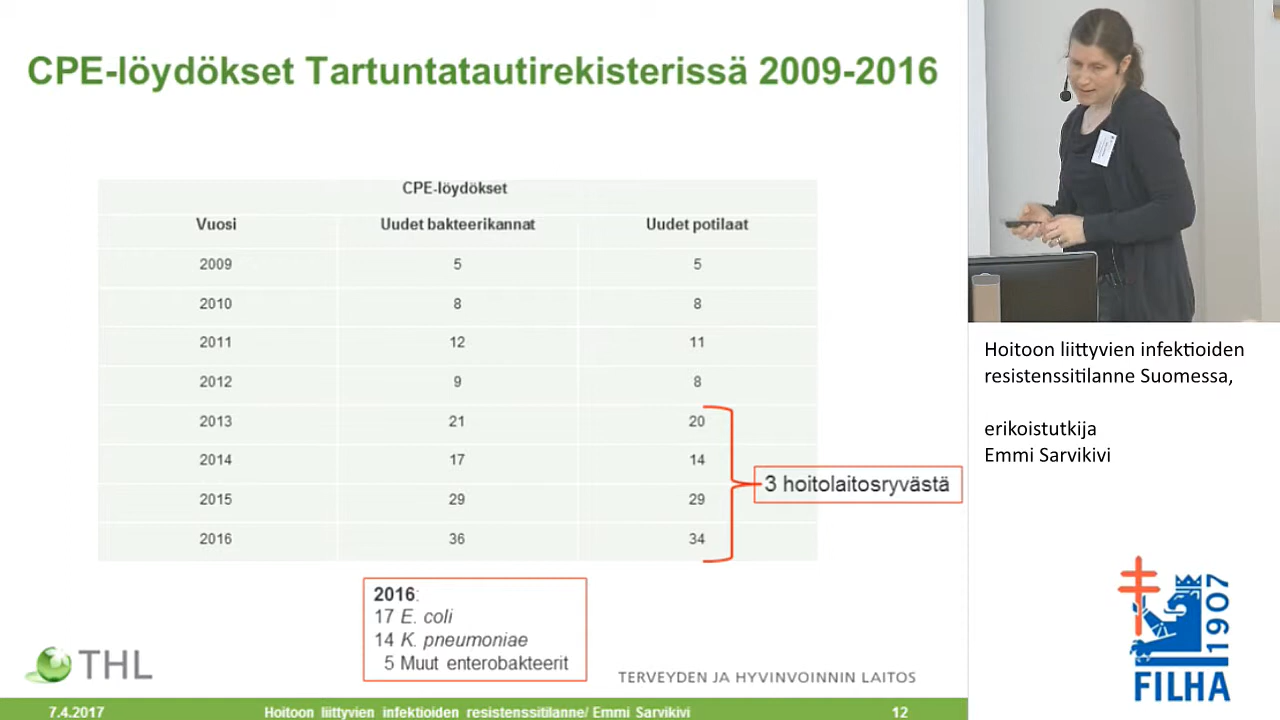 CPE-löydökset Tartuntatautirekisterissä 2009-2016
CPE-löydökset
Vuosi Uudet bakteerikannat Uudet potilaat
2009 5 5
2010 8 8
2011 12 11
2012 9 8
2013 21 20
2014 17 14
2015 29 29
2016 36 34
3 hoitolaitosryvästä
2016:
17 E. coli
14 K. pneumoniae
5 Muut enterobakteerit
THL
TERVEYDEN JA HYVINVOINNIN LAITOS
7.4.2017 Hoitoon liittyvien infektioiden resistenssitilanne/ Emmi Sarvikivi 12
Hoitoon liittyvien infektioiden
resistenssitilanne Suomessa,
erikoistutkija
Emmi Sarvikivi
1907
FILHA